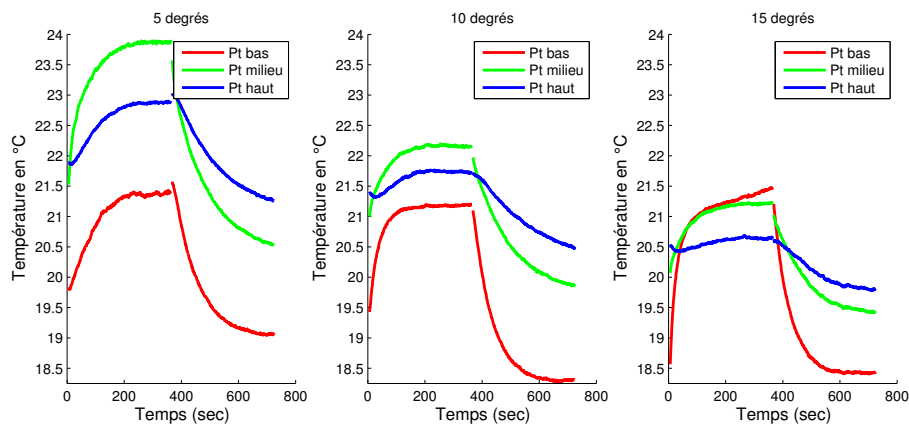 5 degrés
Température en °C
24
23.5
23
22.5
22
21.5
21
20.5
20
19.5
19
18.5
0
200
400
600
800
Temps (sec)
Pt bas
Pt milieu
Pt haut
10 degrés
Température en °C
24
23.5
23
22.5
22
21.5
21
20.5
20
19.5
19
18.5
0
200
400
600
800
Temps (sec)
Pt bas
Pt milieu
Pt haut
15 degrés
Température en °C
24
23.5
23
22.5
22
21.5
21
20.5
20
19.5
19
18.5
0
200
400
600
800
Temps (sec)
Pt bas
Pt milieu
Pt haut